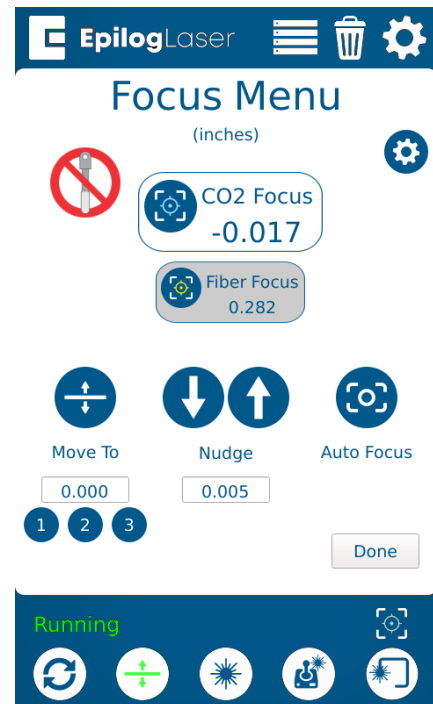 EpilogLaser
Focus Menu
(inches)
CO2 Focus
-0.017
Fiber Focus
0.282
Move To
Nudge
Auto Focus
0.000
0.005
1 2 3
Done
Running